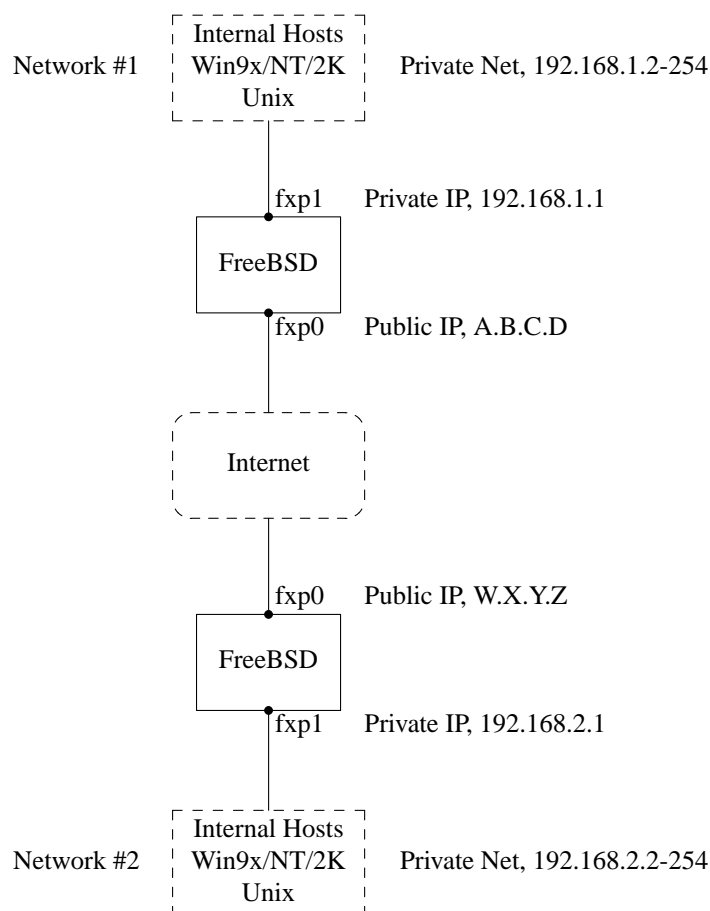 Internal Hosts
Network #1 Win9x/NT/2K Private Net, 192.168.1.2-254
Unix
fxp1 Private IP, 192.168.1.1
FreeBSD
fxp0 Public IP, A.B.C.D
Internet
fxp0 Public IP, W.X.Y.Z
FreeBSD
fxp1 Private IP, 192.168.2.1
Internal Hosts
Network #2 Win9x/NT/2K Private Net, 192.168.2.2-254
Unix